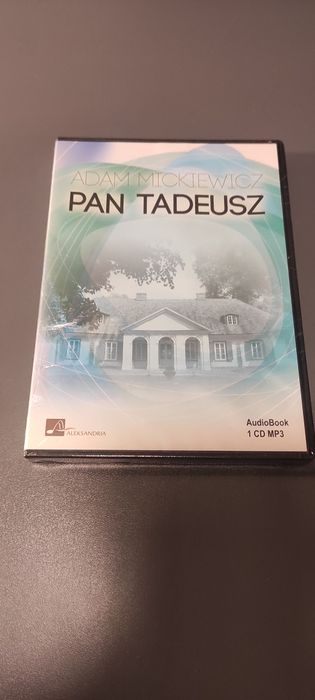 ADAM MICKIEWICZ
PAN TADEUSZ
AudioBook
1 CD MP3
ALEKSANDRIA